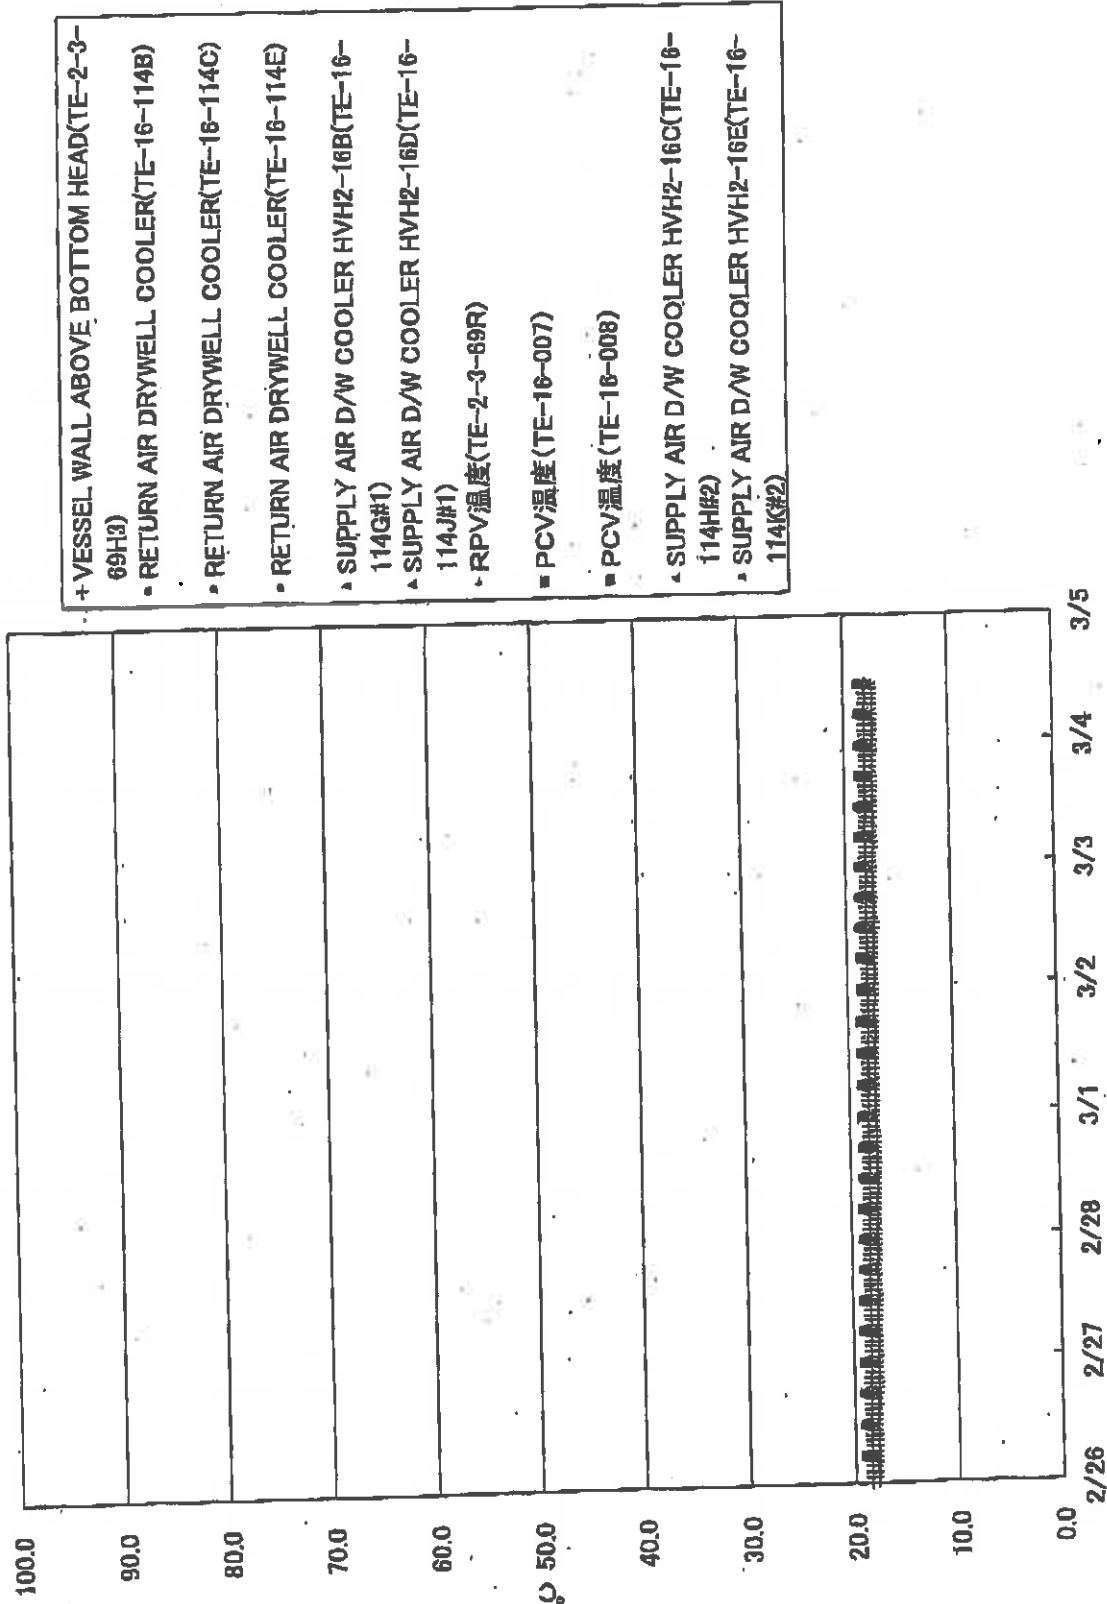 + VESSEL WALL ABOVE BOTTOM HEAD(TE-2-3-
69H3)
RETURN AIR DRYWELL COOLER(TE-16-114B)
RETURN AIR DRYWELL COOLER(TE-16-114C)
RETURN AIR DRYWELL COOLER(TE-16-114E)
▲ SUPPLY AIR D/W COOLER HVH2-16B(TE-16-
114G#1)
▲ SUPPLY AIR D/W COOLER HVH2-16D(TE-16-
114J#1)
RPV温度(TE-2-3-69R)
■ PCV温度(TE-16-007)
■ PCV温度(TE-16-008)
▲ SUPPLY AIR D/W COOLER HVH2-16C(TE-16-
114H#2)
▲ SUPPLY AIR D/W COOLER HVH2-16E(TE-16-
114K#2)
100.0
90.0
80.0
70.0
60.0
℃ 50.0
40.0
30.0
20.0
10.0
0.0
2/26 2/27 2/28 3/1 3/2 3/3 3/4 3/5